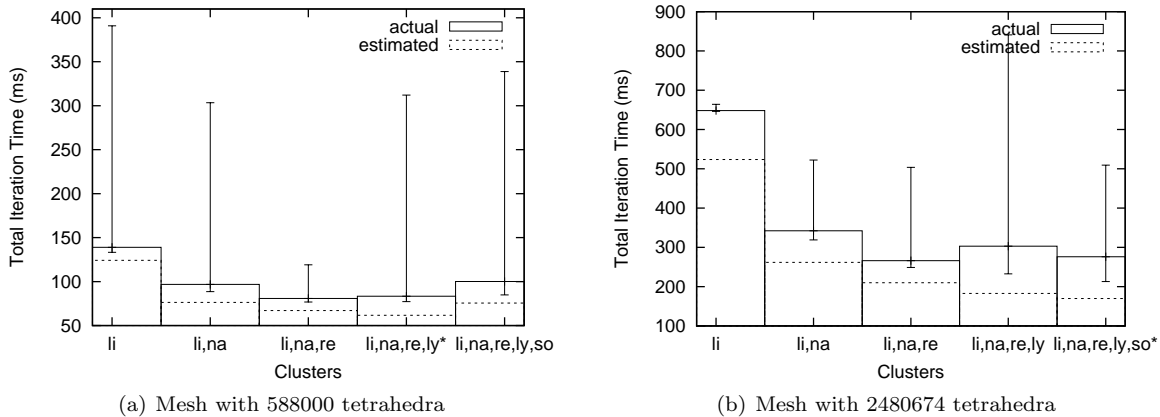 400
350
300
250
200
150
100
50
Total Iteration Time (ms)
actual
estimated
li
li,na
li,na,re
li,na,re,ly*
li,na,re,ly,so
Clusters
(a) Mesh with 588000 tetrahedra
900
800
700
600
500
400
300
200
100
Total Iteration Time (ms)
actual
estimated
li
li,na
li,na,re
li,na,re,ly
li,na,re,ly,so*
Clusters
(b) Mesh with 2480674 tetrahedra